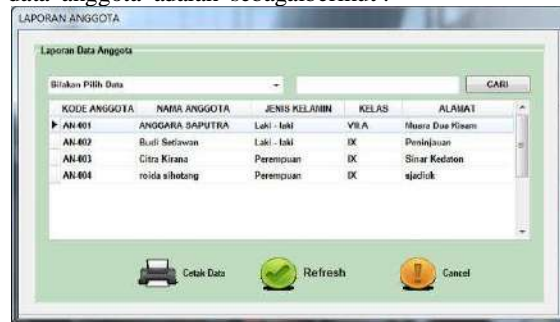 data anggota adalah sebagaiberikut :
LAPORAN ANGGOTA
Laporan Data Anggota
Silakan Pilih Data CARI
KODE ANGGOTA NAMA ANGGOTA JENIS KELAMIN KELAS ALAMAT
AN-001 ANGGARA SAPUTRA Laki - laki VII.A Muara Dua Kisam
AN-002 Budi Setiawan Laki - laki IX Peninjauan
AN-003 Citra Kirana Perempuan IX Sinar Kedaton
AN-004 roida sihotang Perempuan IX sjadiuk
Cetak Data Refresh Cancel